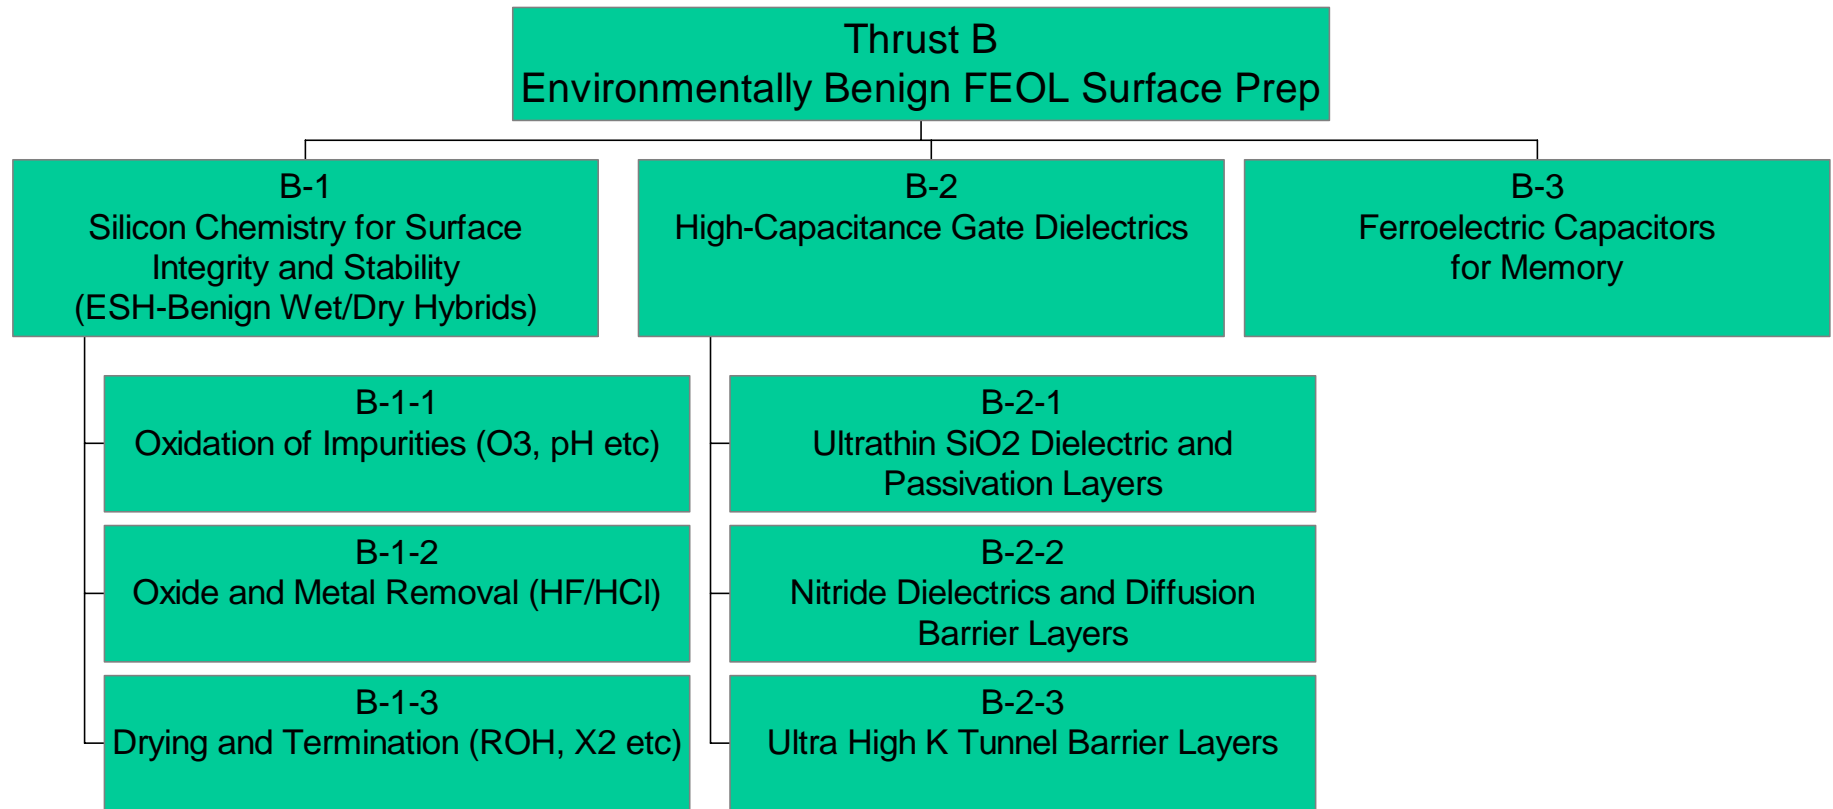 Thrust B
Environmentally Benign FEOL Surface Prep
B-1
Silicon Chemistry for Surface
Integrity and Stability
(ESH-Benign Wet/Dry Hybrids)
B-1-1
Oxidation of Impurities (O3, pH etc)
B-1-2
Oxide and Metal Removal (HF/HCl)
B-1-3
Drying and Termination (ROH, X2 etc)
B-2
High-Capacitance Gate Dielectrics
B-2-1
Ultrathin SiO2 Dielectric and
Passivation Layers
B-2-2
Nitride Dielectrics and Diffusion
Barrier Layers
B-2-3
Ultra High K Tunnel Barrier Layers
B-3
Ferroelectric Capacitors
for Memory